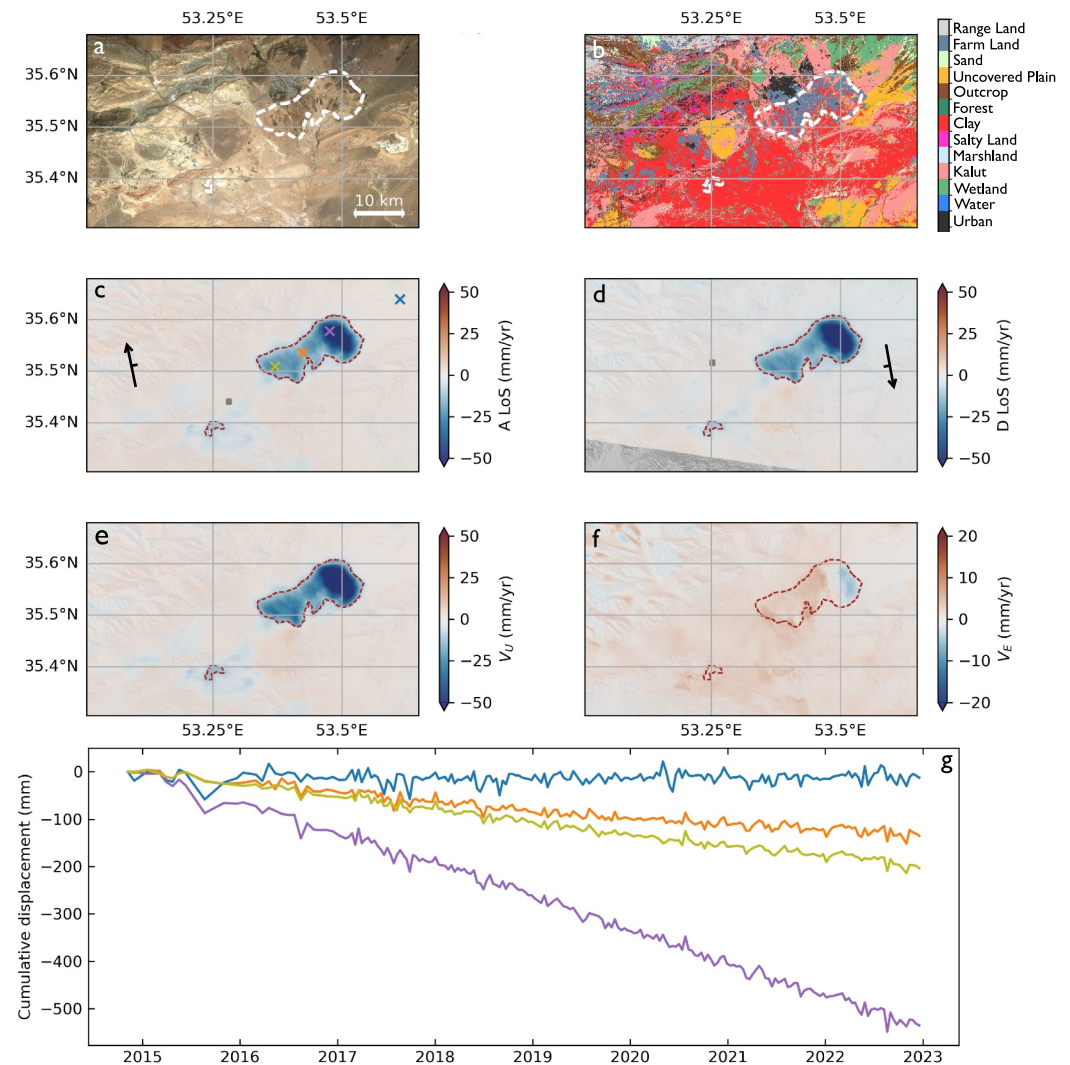 53.25°E 53.5°E 53.25°E 53.5°E
a
35.6°N
35.5°N
35.4°N
10 km
b
Range Land
Farm Land
Sand
Uncovered Plain
Outcrop
Forest
Clay
Salty Land
Marshland
Kalut
Wetland
Water
Urban
c
35.6°N
35.5°N
35.4°N
50
25
0
−25
−50
A LoS (mm/yr)
d
50
25
0
−25
−50
D LoS (mm/yr)
e
35.6°N
35.5°N
35.4°N
50
25
0
−25
−50
VU (mm/yr)
f
20
10
0
−10
−20
VE (mm/yr)
53.25°E 53.5°E 53.25°E 53.5°E
g
Cumulative displacement (mm)
0
−100
−200
−300
−400
−500
2015 2016 2017 2018 2019 2020 2021 2022 2023